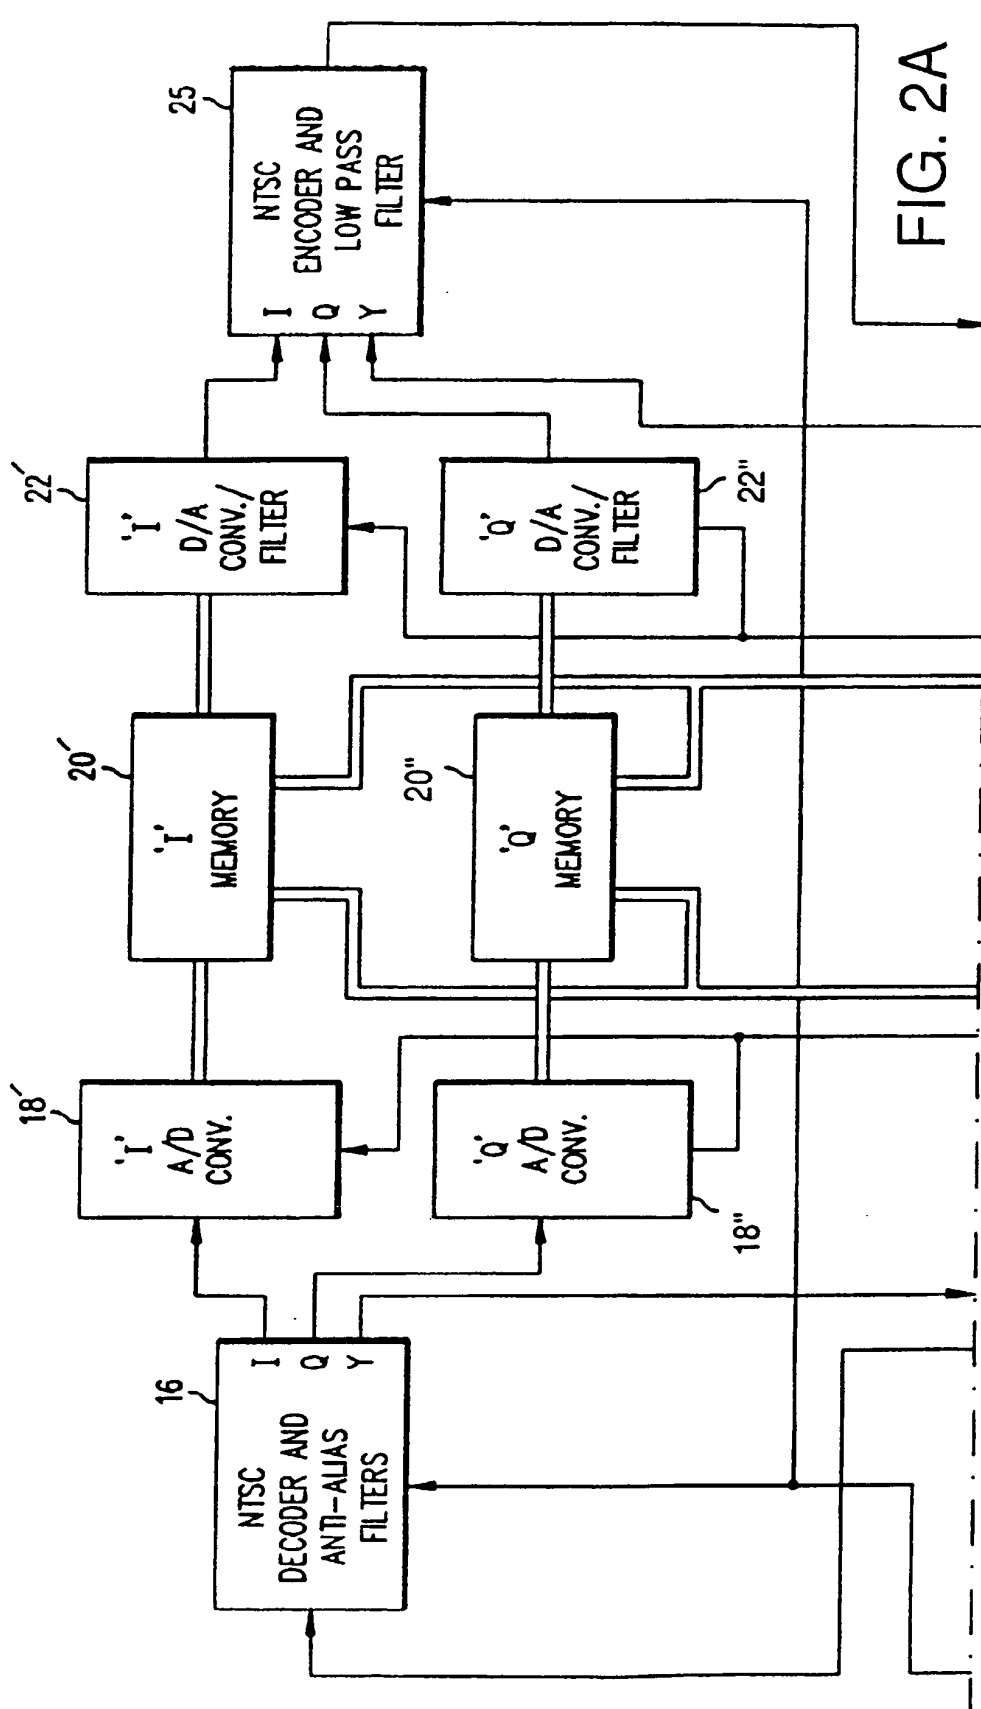 16
NTSC
DECODER AND
ANTI-ALIAS
FILTERS
I
Q
Y
18'
'I'
A/D
CONV.
'Q'
A/D
CONV.
18"
20'
'I'
MEMORY
20"
'Q'
MEMORY
22'
'I'
D/A
CONV./
FILTER
'Q'
D/A
CONV./
FILTER
22"
25
I
Q
Y
NTSC
ENCODER AND
LOW PASS
FILTER
FIG. 2A